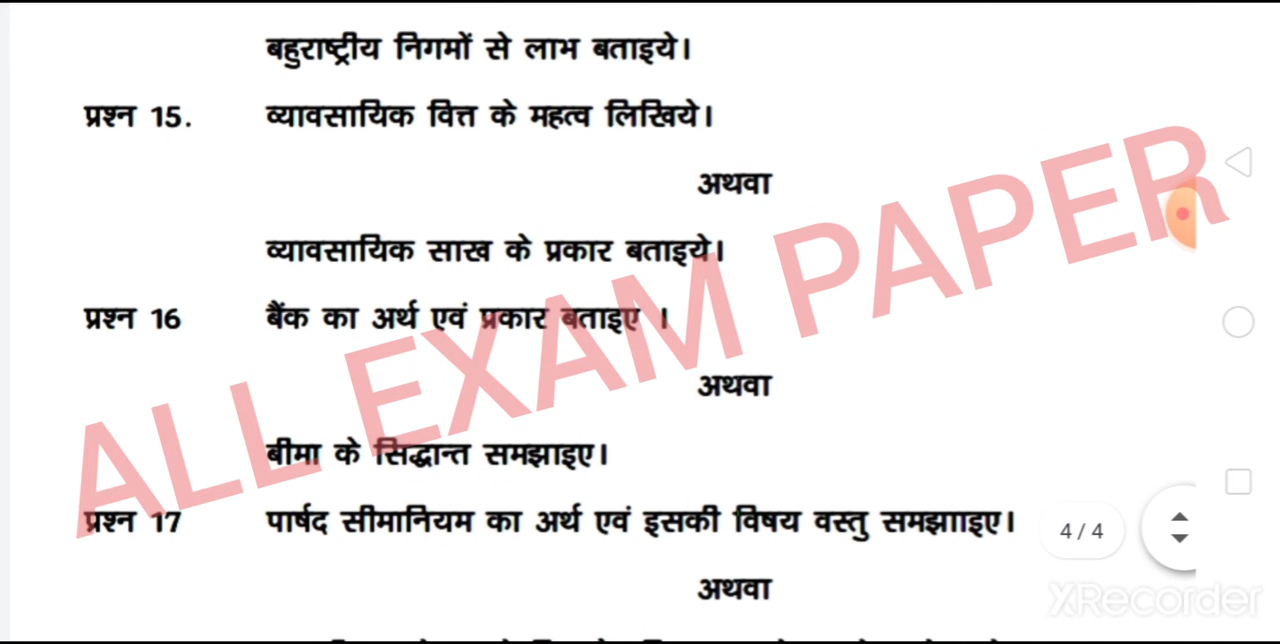 बहुराष्ट्रीय निगमों से लाभ बताइये।
प्रश्न 15. व्यावसायिक वित्त के महत्व लिखिये।
अथवा
व्यावसायिक साख के प्रकार बताइये।
प्रश्न 16 बैंक का अर्थ एवं प्रकार बताइए ।
अथवा
बीमा के सिद्धान्त समझाइए।
प्रश्न 17 पार्षद सीमानियम का अर्थ एवं इसकी विषय वस्तु समझााइए।
4 / 4
अथवा
ALL EXAM PAPER
XRecorder